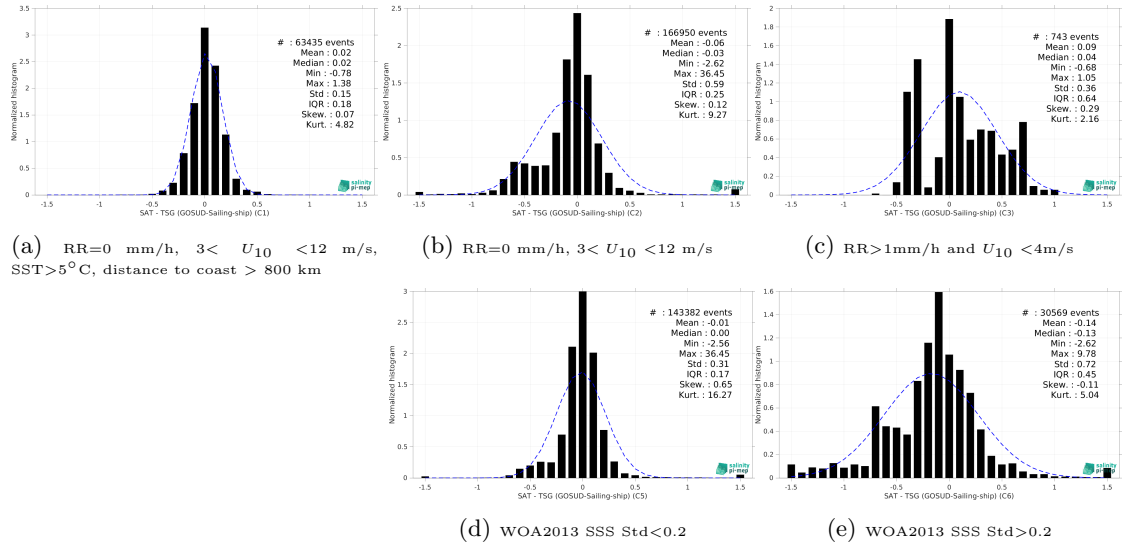 3.5
3
2.5
2
1.5
1
0.5
0
-1.5 -1 -0.5 0 0.5 1 1.5
Normalized histogram
SAT - TSG (GOSUD-Sailing-ship) (C1)
# : 63435 events
Mean : 0.02
Median : 0.02
Min : -0.78
Max : 1.38
Std : 0.15
IQR : 0.18
Skew. : 0.07
Kurt. : 4.82
salinity
pi-mep
(a) RR=0 mm/h, 3< U10 <12 m/s,
SST>5°C, distance to coast > 800 km
2.5
2
1.5
1
0.5
0
-1.5 -1 -0.5 0 0.5 1 1.5
Normalized histogram
SAT - TSG (GOSUD-Sailing-ship) (C2)
# : 166950 events
Mean : -0.06
Median : -0.03
Min : -2.62
Max : 36.45
Std : 0.59
IQR : 0.25
Skew. : 0.12
Kurt. : 9.27
salinity
pi-mep
(b) RR=0 mm/h, 3< U10 <12 m/s
2
1.8
1.6
1.4
1.2
1
0.8
0.6
0.4
0.2
0
-1.5 -1 -0.5 0 0.5 1 1.5
Normalized histogram
SAT - TSG (GOSUD-Sailing-ship) (C3)
# : 743 events
Mean : 0.09
Median : 0.04
Min : -0.68
Max : 1.05
Std : 0.36
IQR : 0.64
Skew. : 0.29
Kurt. : 2.16
salinity
pi-mep
(c) RR>1mm/h and U10 <4m/s
3
2.5
2
1.5
1
0.5
0
-1.5 -1 -0.5 0 0.5 1 1.5
Normalized histogram
SAT - TSG (GOSUD-Sailing-ship) (C5)
# : 143382 events
Mean : -0.01
Median : 0.00
Min : -2.56
Max : 36.45
Std : 0.31
IQR : 0.17
Skew. : 0.65
Kurt. : 16.27
salinity
pi-mep
(d) WOA2013 SSS Std<0.2
1.6
1.4
1.2
1
0.8
0.6
0.4
0.2
0
-1.5 -1 -0.5 0 0.5 1 1.5
Normalized histogram
SAT - TSG (GOSUD-Sailing-ship) (C6)
# : 30569 events
Mean : -0.14
Median : -0.13
Min : -2.62
Max : 9.78
Std : 0.72
IQR : 0.45
Skew. : -0.11
Kurt. : 5.04
salinity
pi-mep
(e) WOA2013 SSS Std>0.2